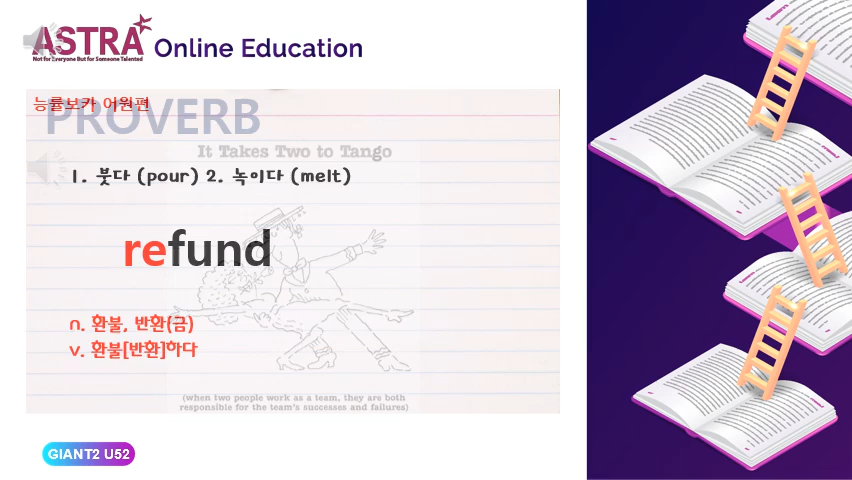 ASTRA Online Education
Not for Everyone But for Someone Talented
능률보카 어원편
PROVERB
It Takes Two to Tango
1. 붓다 (pour) 2. 녹이다 (melt)
refund
n. 환불, 반환(금)
v. 환불[반환]하다
(when two people work as a team, they are both
responsible for the team's successes and failures)
GIANT2 U52